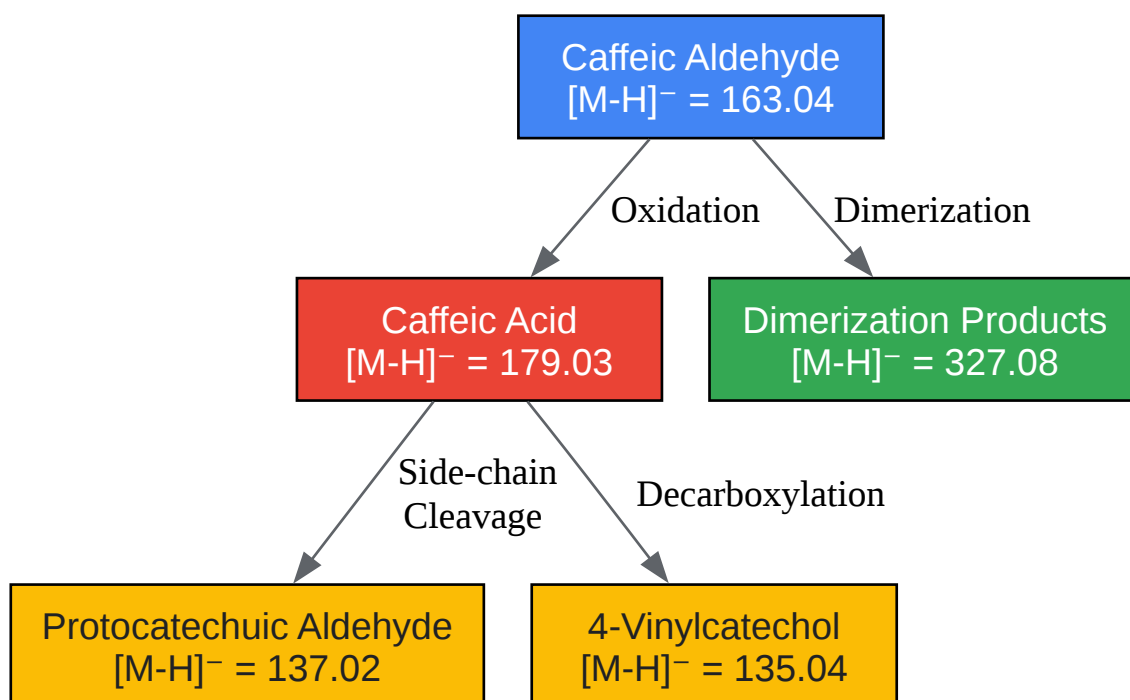 Caffeic Aldehyde
[M-H]⁻ = 163.04
Oxidation
Dimerization
Caffeic Acid
[M-H]⁻ = 179.03
Dimerization Products
[M-H]⁻ = 327.08
Side-chain
Cleavage
Decarboxylation
Protocatechuic Aldehyde
[M-H]⁻ = 137.02
4-Vinylcatechol
[M-H]⁻ = 135.04